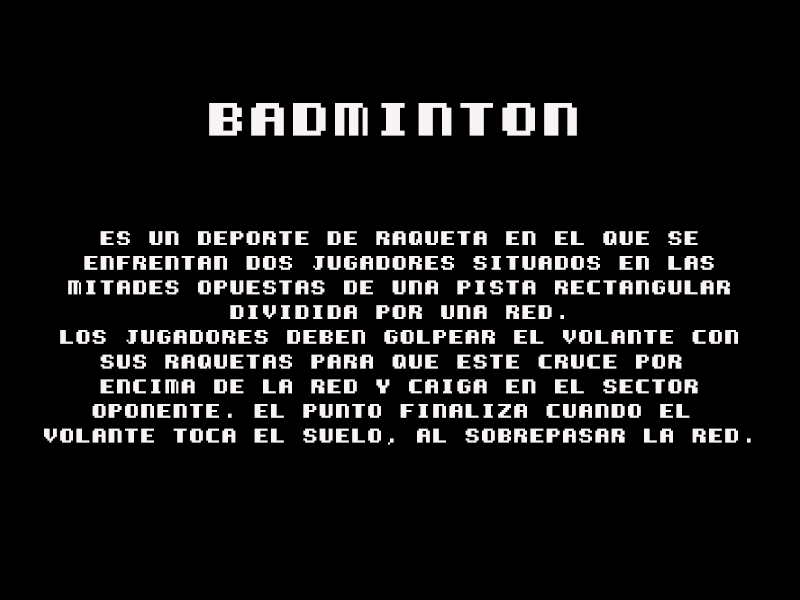 BADMINTON
ES UN DEPORTE DE RAQUETA EN EL QUE SE
ENFRENTAN DOS JUGADORES SITUADOS EN LAS
MITADES OPUESTAS DE UNA PISTA RECTANGULAR
DIVIDIDA POR UNA RED.
LOS JUGADORES DEBEN GOLPEAR EL VOLANTE CON
SUS RAQUETAS PARA QUE ESTE CRUCE POR
ENCIMA DE LA RED Y CAIGA EN EL SECTOR
OPONENTE. EL PUNTO FINALIZA CUANDO EL
VOLANTE TOCA EL SUELO, AL SOBREPASAR LA RED.